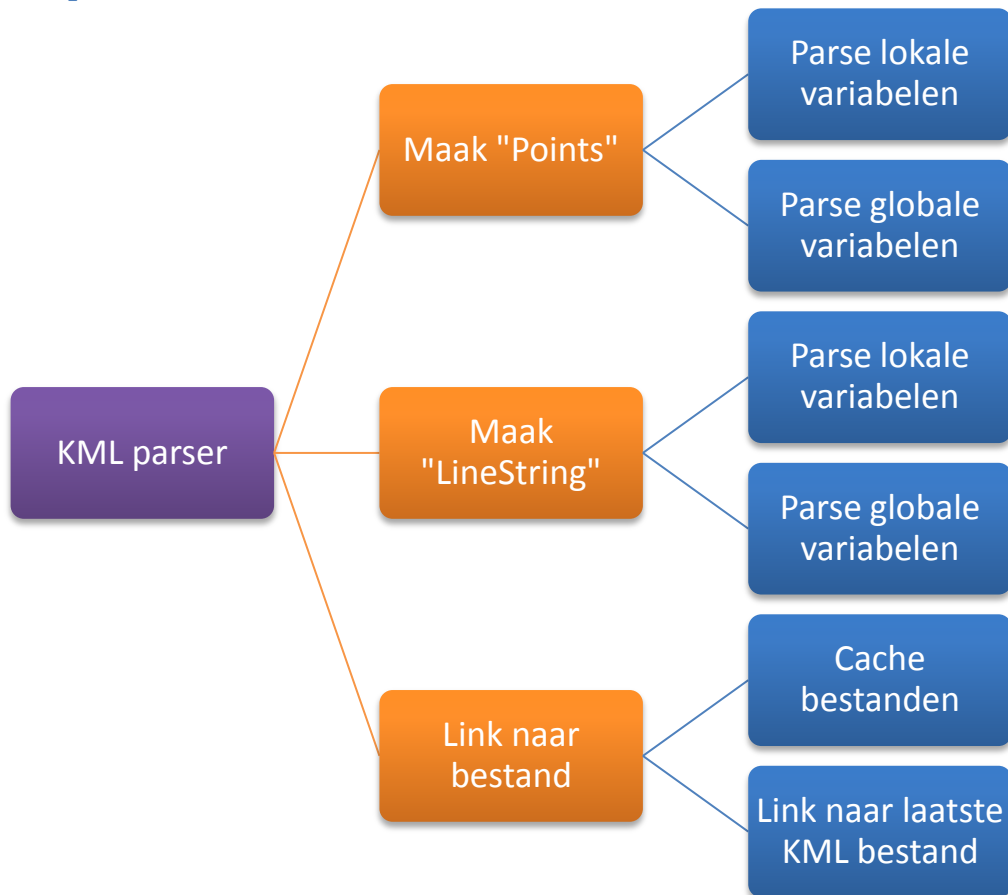 KML parser
Maak "Points"
Parse lokale
variabelen
Parse globale
variabelen
Maak
"LineString"
Parse lokale
variabelen
Parse globale
variabelen
Link naar
bestand
Cache
bestanden
Link naar laatste
KML bestand